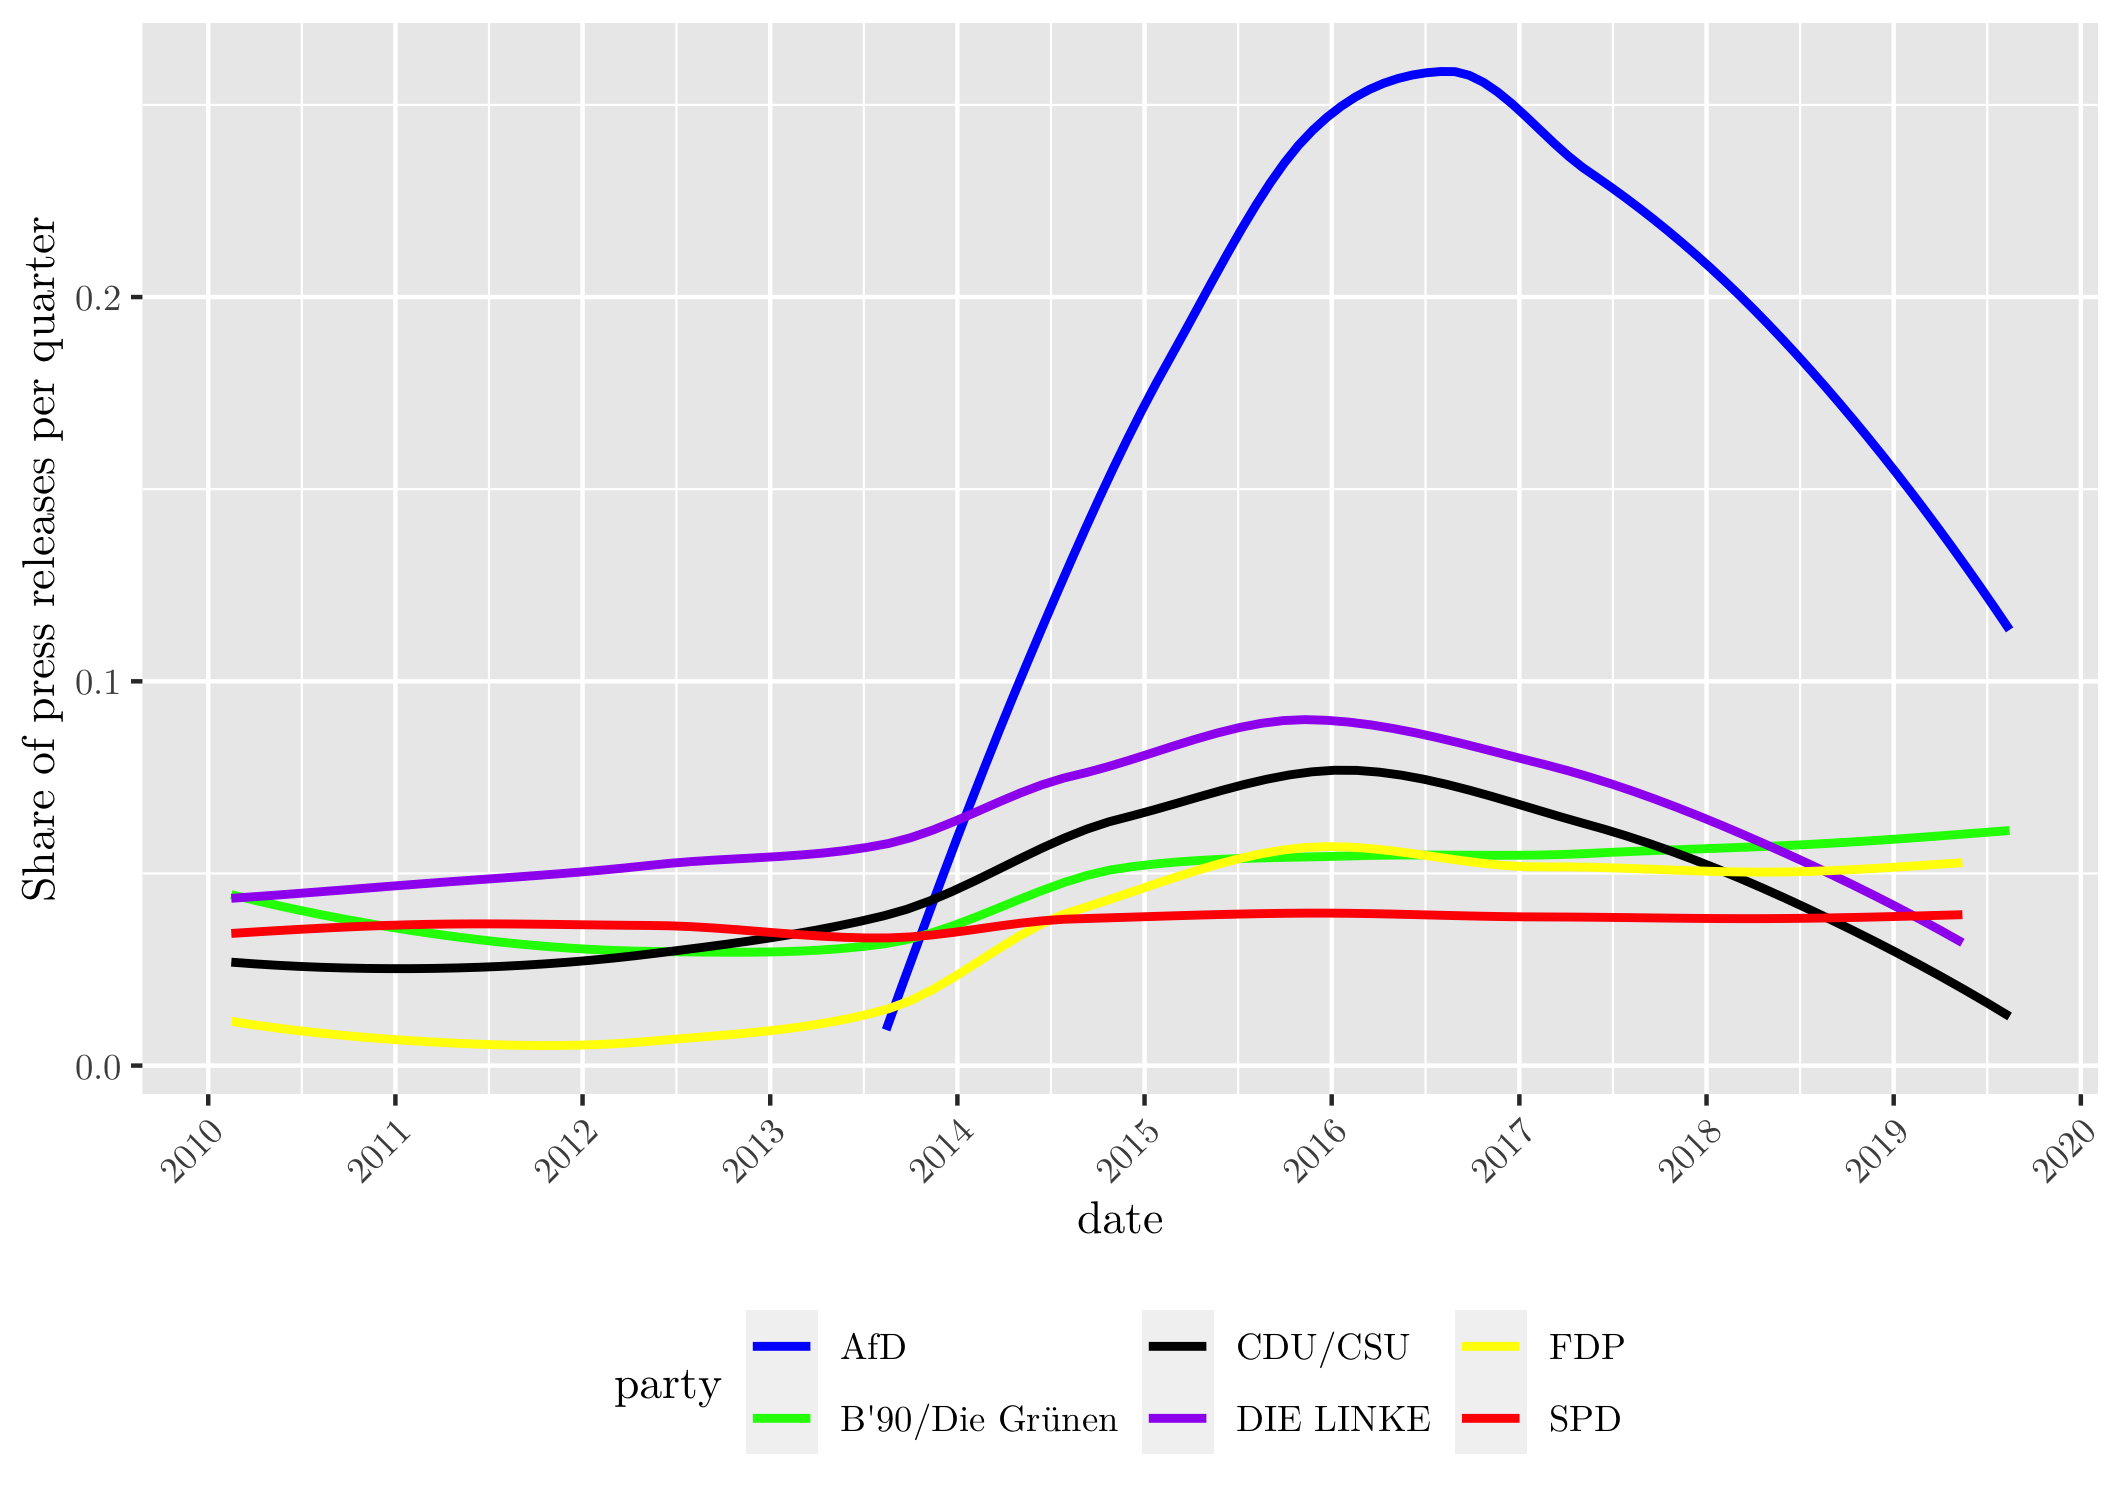 Share of press releases per quarter
0.2
0.1
0.0
2010
2011
2012
2013
2014
2015
2016
2017
2018
2019
2020
date
party
AfD
CDU/CSU
FDP
B'90/Die Grünen
DIE LINKE
SPD